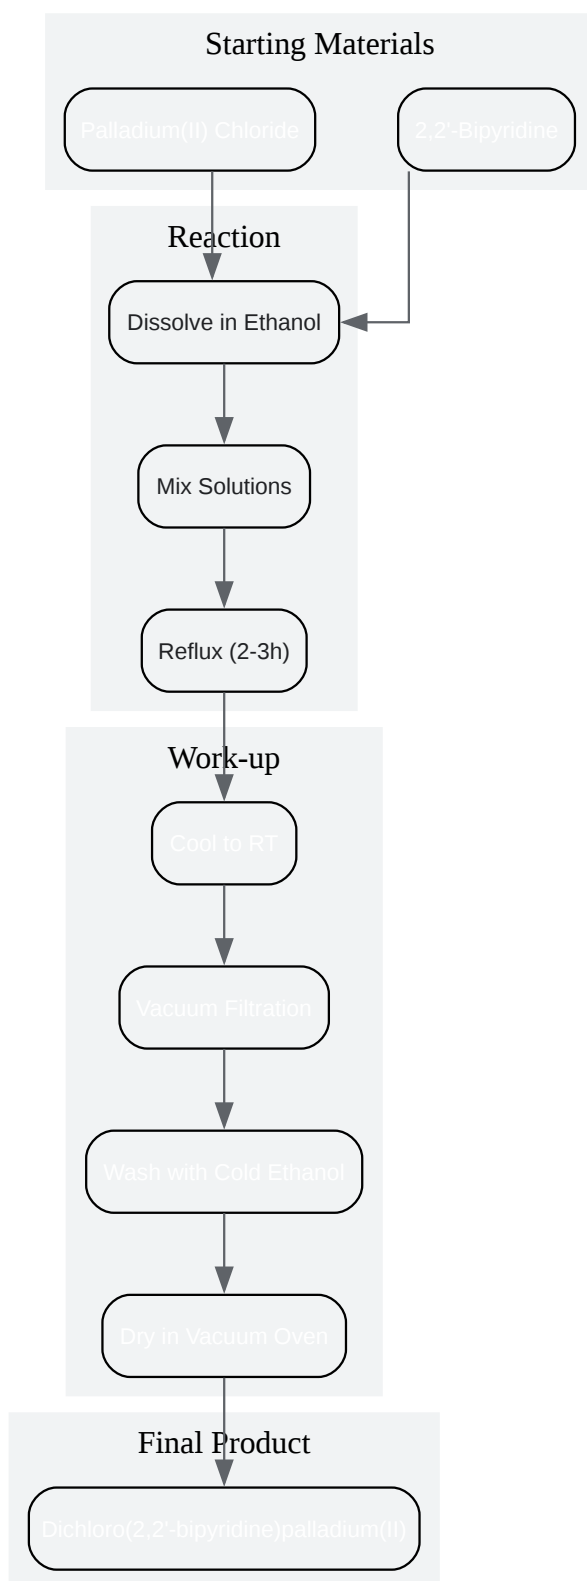 Starting Materials
Palladium(II) Chloride
2,2'-Bipyridine
Reaction
Dissolve in Ethanol
Mix Solutions
Reflux (2-3h)
Work-up
Cool to RT
Vacuum Filtration
Wash with Cold Ethanol
Dry in Vacuum Oven
Final Product
Dichloro(2,2'-bipyridine)palladium(II)